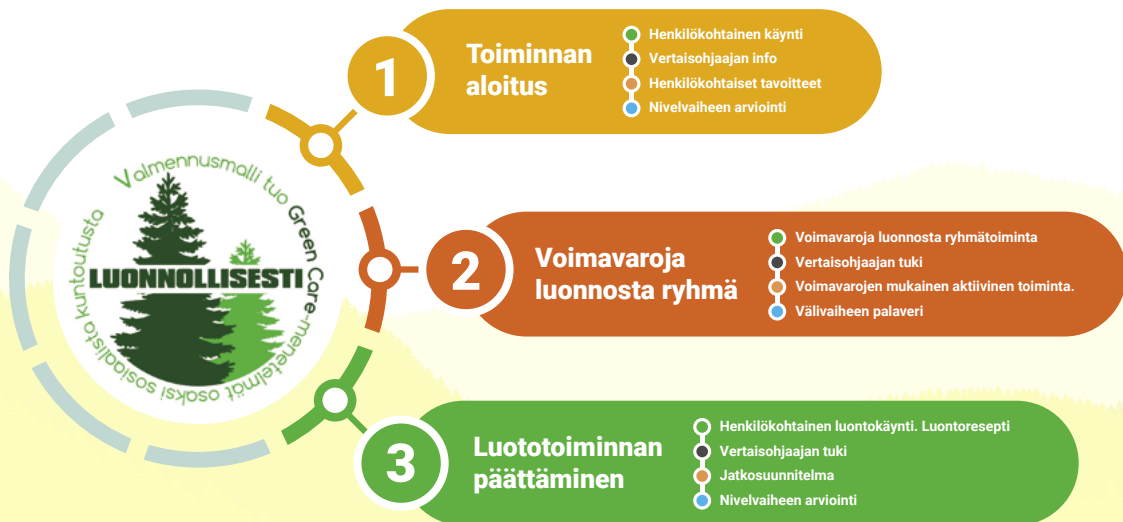 Valmennusmalli tuo Green Care-menetelmät osaksi sosiaalista kuntoutusta
LUONNOLLISESTI
1
Toiminnan
aloitus
Henkilökohtainen käynti
Vertaisohjaajan info
Henkilökohtaiset tavoitteet
Nivelvaiheen arviointi
2
Voimavaroja
luonnosta ryhmä
Voimavaroja luonnosta ryhmätoiminta
Vertaisohjaajan tuki
Voimavarojen mukainen aktiivinen toiminta.
Välivaiheen palaveri
3
Luototoiminnan
päättäminen
Henkilökohtainen luontokäynti. Luontoresepti
Vertaisohjaajan tuki
Jatkosuunnitelma
Nivelvaiheen arviointi